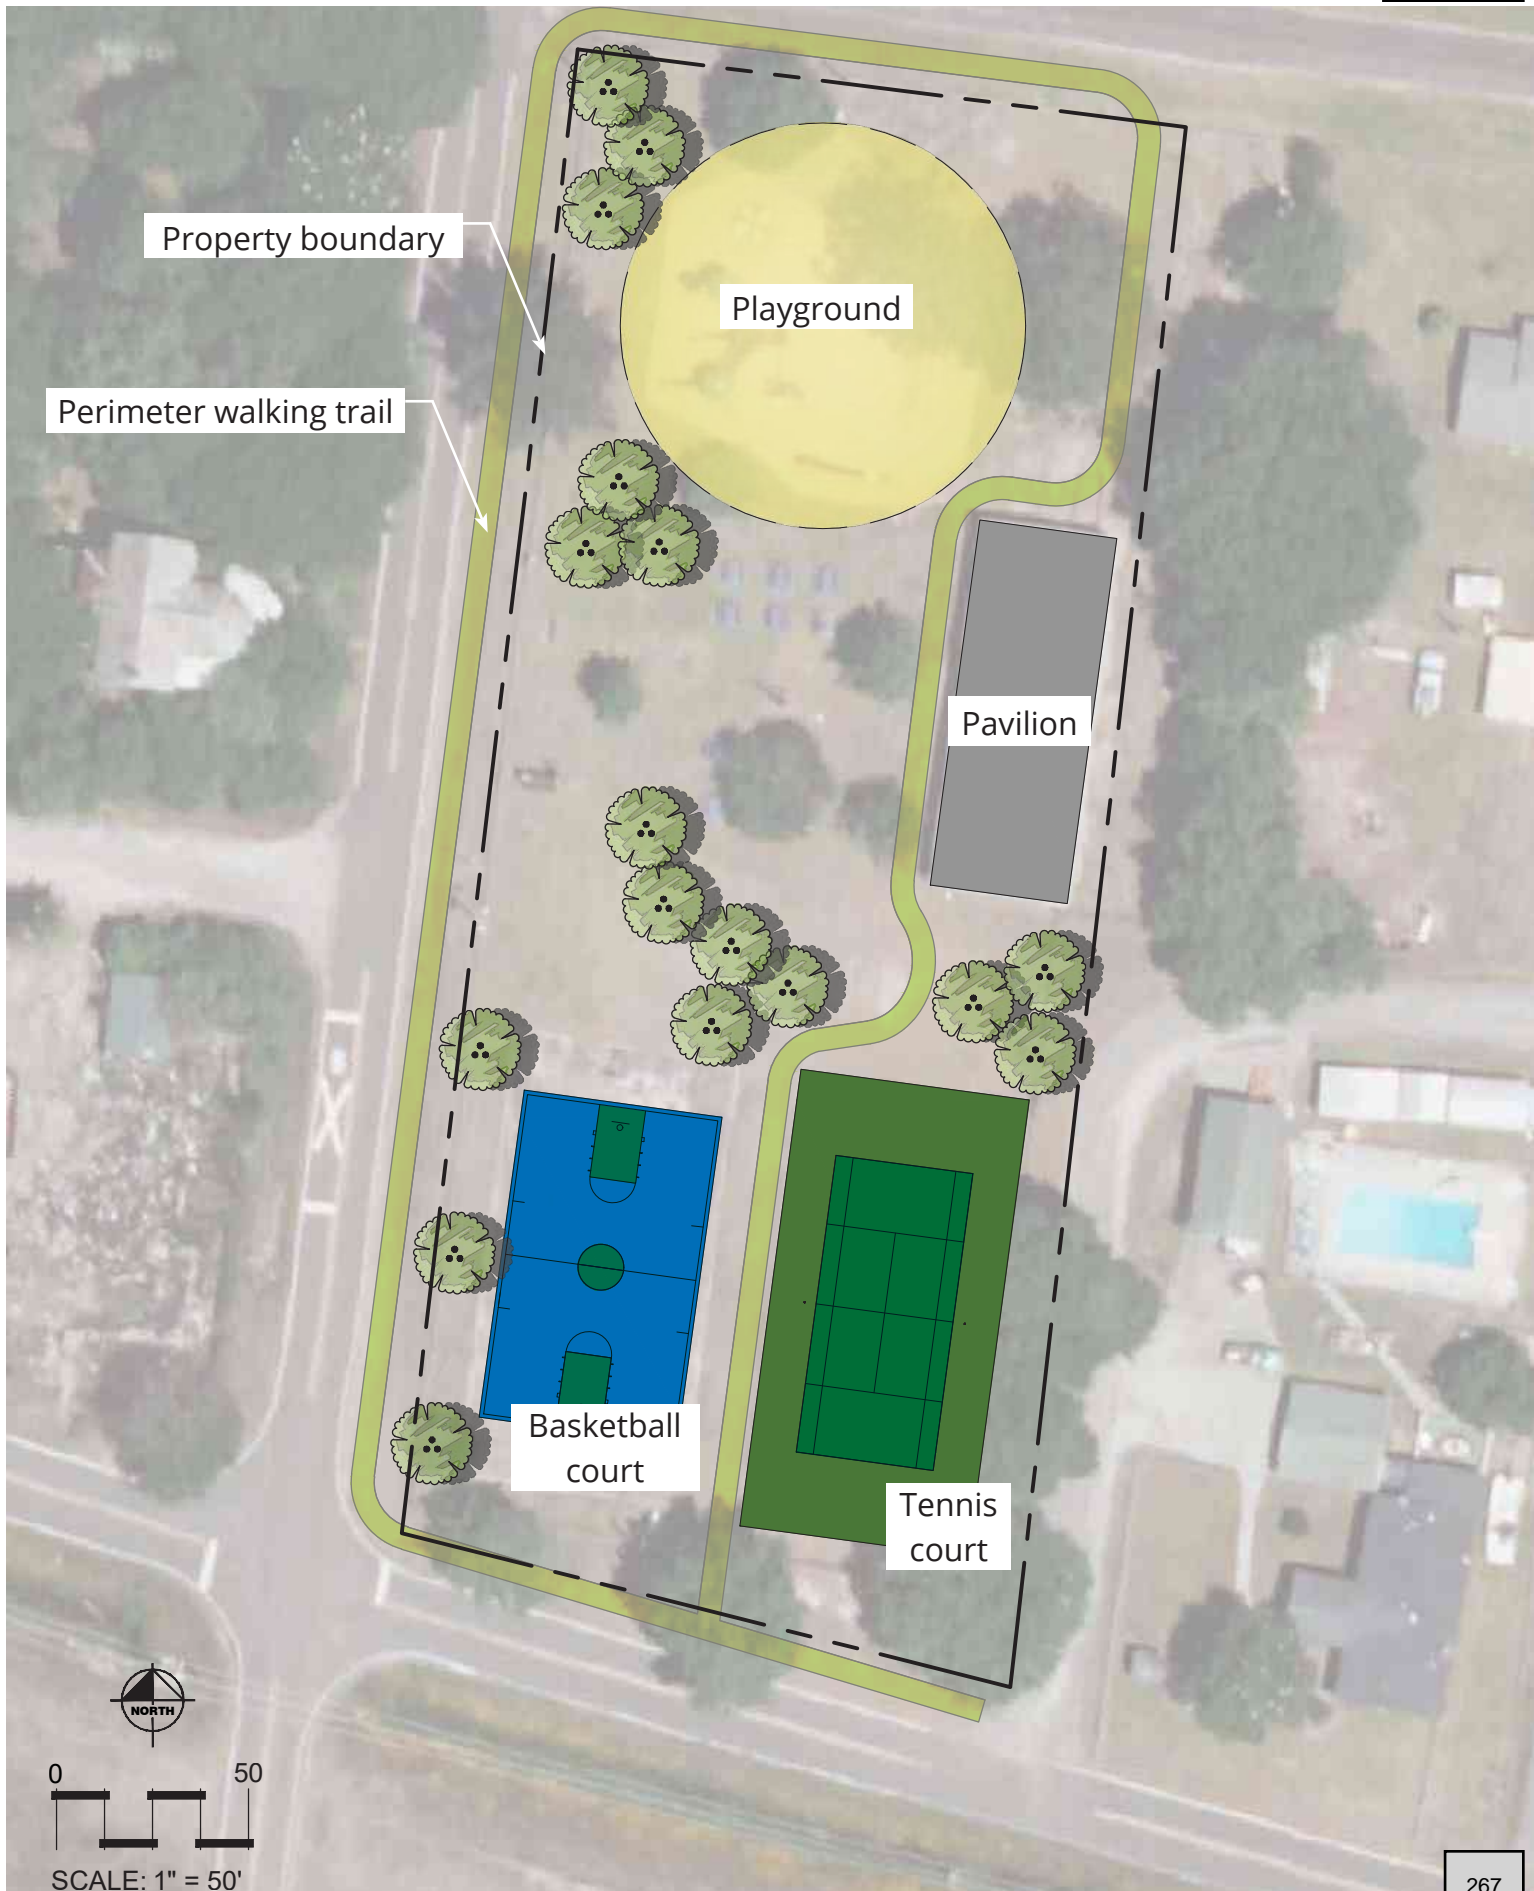 Property boundary
Playground
Perimeter walking trail
Pavilion
Basketball
court
Tennis
court
NORTH
0 50
SCALE: 1" = 50'
267